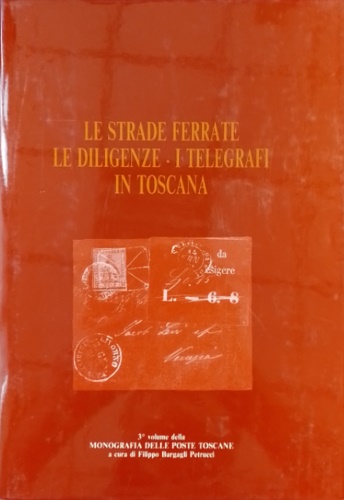 LE STRADE FERRATE
LE DILIGENZE - I TELEGRAFI
IN TOSCANA
da
esigere
L. — 6. 8
3° volume della
MONOGRAFIA DELLE POSTE TOSCANE
a cura di Filippo Bargagli Petrucci